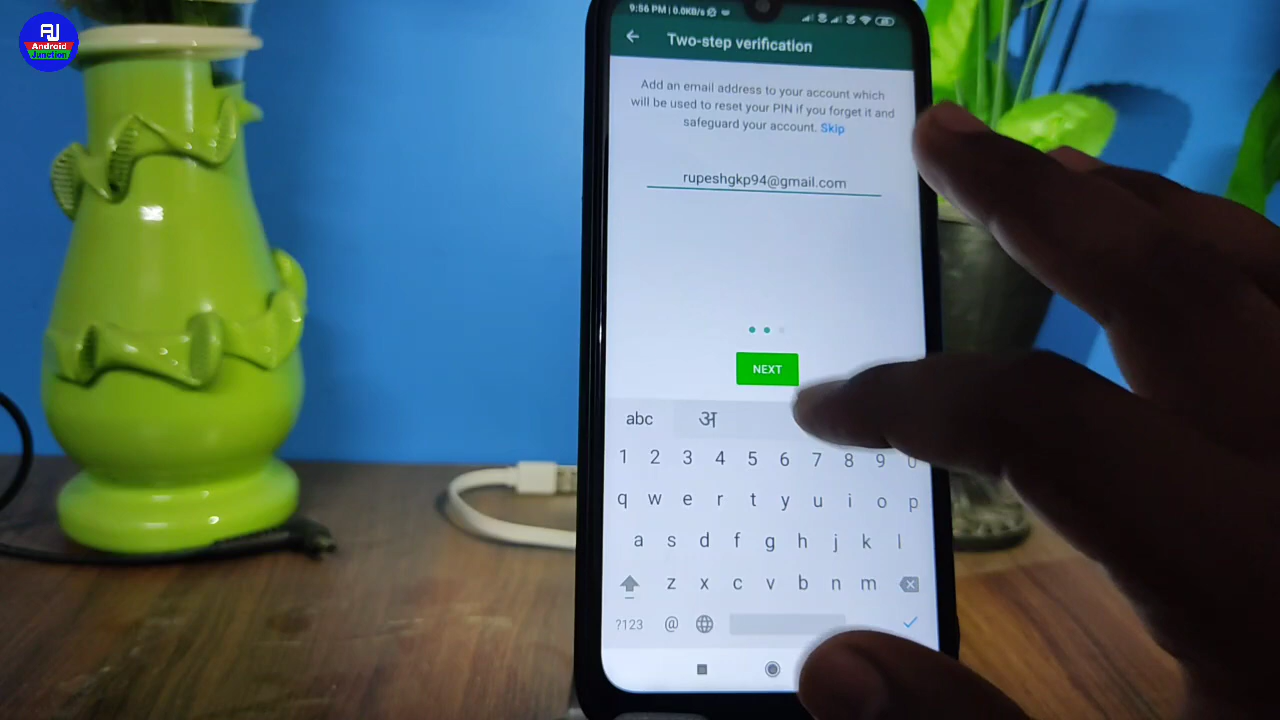 AJ
Android
Junction
9:56 PM | 0.0KB/s
Two-step verification
Add an email address to your account which
will be used to reset your PIN if you forget it and
safeguard your account. Skip
rupeshgkp94@gmail.com
NEXT
abc अ
1 2 3 4 5 6 7 8 9 0
q w e r t y u i o p
a s d f g h j k l
z x c v b n m
?123 @